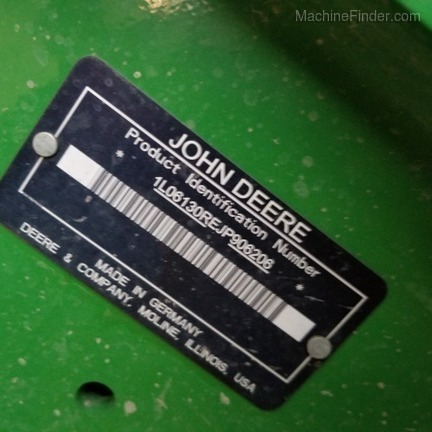 MachineFinder.com
JOHN DEERE
Product Identification Number
1L06130REJP906206
MADE IN GERMANY
DEERE & COMPANY, MOLINE, ILLINOIS, USA